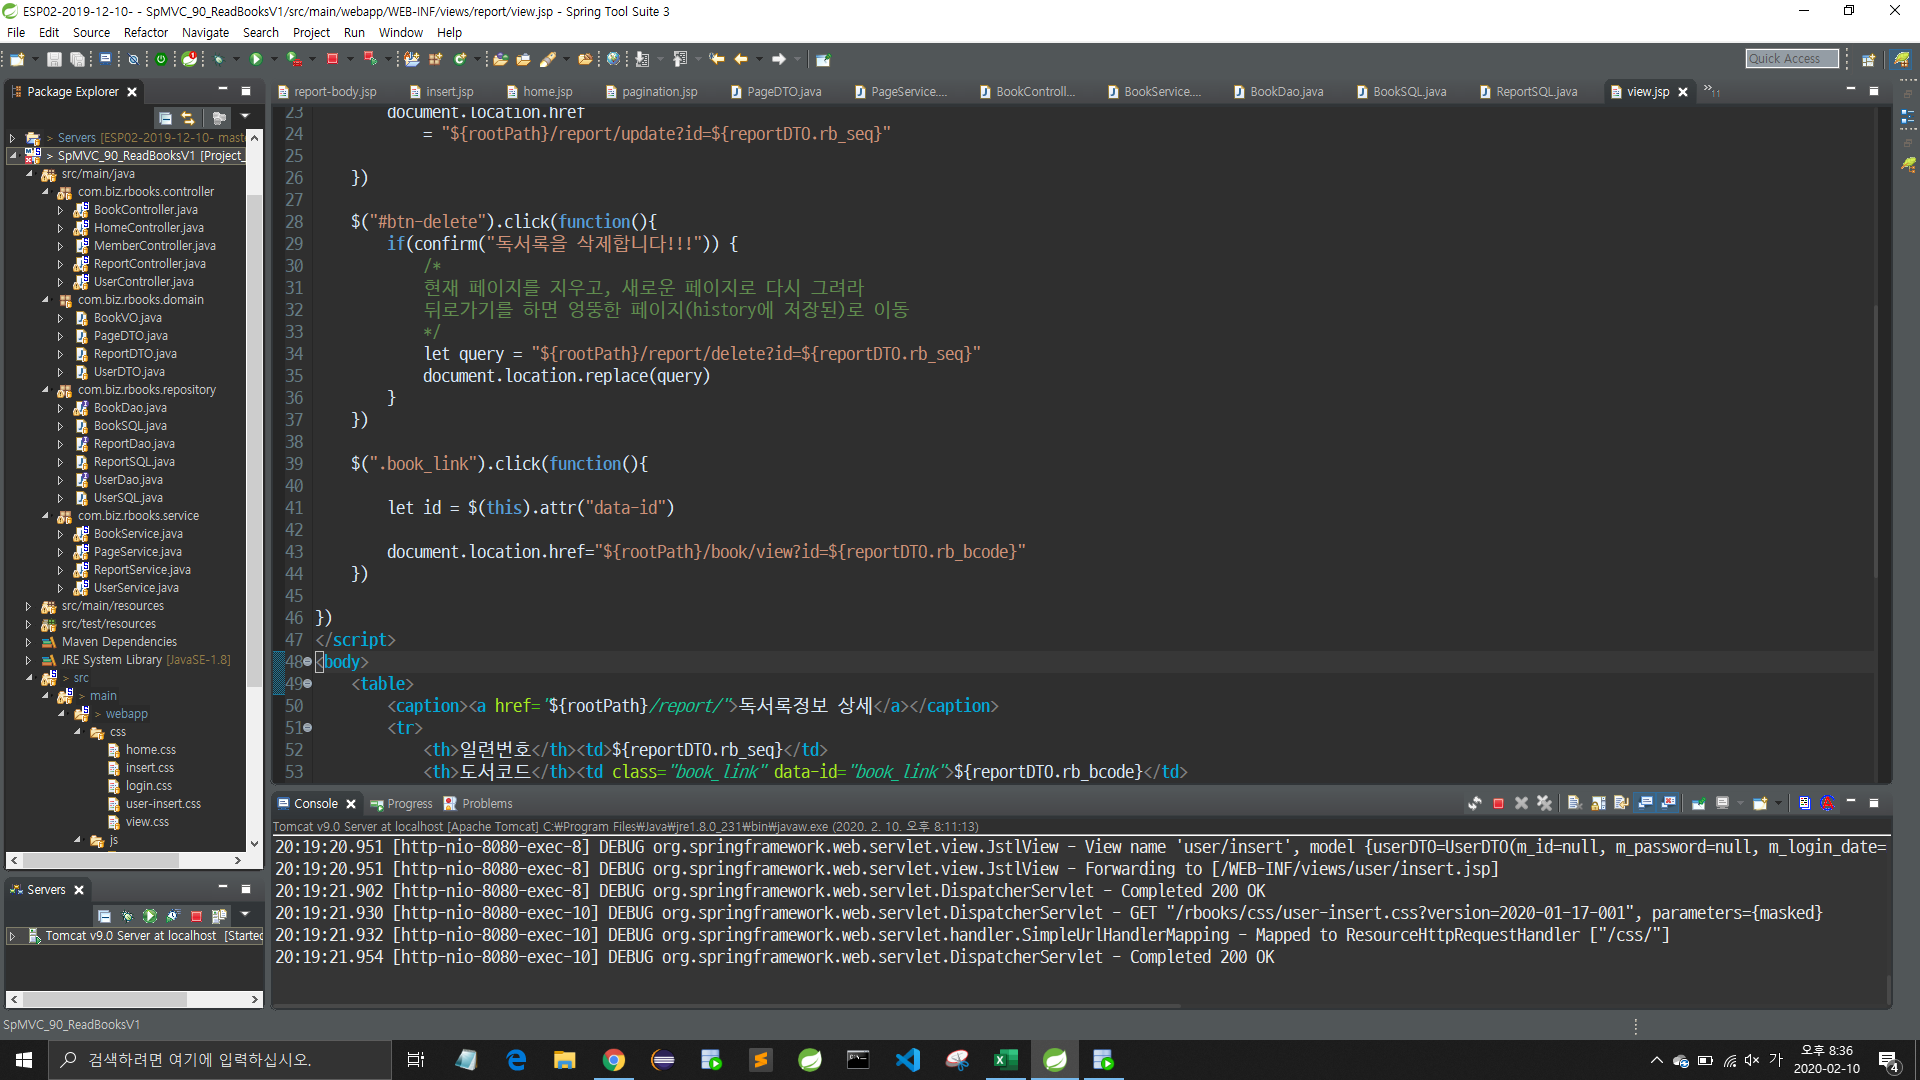 ESP02-2019-12-10- - SpMVC_90_ReadBooksV1/src/main/webapp/WEB-INF/views/report/view.jsp - Spring Tool Suite 3
File Edit Source Refactor Navigate Search Project Run Window Help
Quick Access
Package Explorer
report-body.jsp insert.jsp home.jsp pagination.jsp PageDTO.java PageService.... BookControll... BookService.... BookDao.java BookSQL.java ReportSQL.java view.jsp »11
> Servers [ESP02-2019-12-10- mast
> SpMVC_90_ReadBooksV1 [Project_
src/main/java
com.biz.rbooks.controller
BookController.java
HomeController.java
MemberController.java
ReportController.java
UserController.java
com.biz.rbooks.domain
BookVO.java
PageDTO.java
ReportDTO.java
UserDTO.java
com.biz.rbooks.repository
BookDao.java
BookSQL.java
ReportDao.java
ReportSQL.java
UserDao.java
UserSQL.java
com.biz.rbooks.service
BookService.java
PageService.java
ReportService.java
UserService.java
src/main/resources
src/test/resources
Maven Dependencies
JRE System Library [JavaSE-1.8]
> src
> main
> webapp
css
home.css
insert.css
login.css
user-insert.css
view.css
js
23 document.location.href
24 = "${rootPath}/report/update?id=${reportDTO.rb_seq}"
25
26 })
27
28 $("#btn-delete").click(function(){
29 if(confirm("독서록을 삭제합니다!!!")) {
30 /*
31 현재 페이지를 지우고, 새로운 페이지로 다시 그려라
32 뒤로가기를 하면 엉뚱한 페이지(history에 저장된)로 이동
33 */
34 let query = "${rootPath}/report/delete?id=${reportDTO.rb_seq}"
35 document.location.replace(query)
36 }
37 })
38
39 $(".book_link").click(function(){
40
41 let id = $(this).attr("data-id")
42
43 document.location.href="${rootPath}/book/view?id=${reportDTO.rb_bcode}"
44 })
45
46 })
47 </script>
48 <body>
49 <table>
50 <caption><a href="${rootPath}/report/">독서록정보 상세</a></caption>
51 <tr>
52 <th>일련번호</th><td>${reportDTO.rb_seq}</td>
53 <th>도서코드</th><td class="book_link" data-id="book_link">${reportDTO.rb_bcode}</td>
Console Progress Problems
Tomcat v9.0 Server at localhost [Apache Tomcat] C:\Program Files\Java\jre1.8.0_231\bin\javaw.exe (2020. 2. 10. 오후 8:11:13)
20:19:20.951 [http-nio-8080-exec-8] DEBUG org.springframework.web.servlet.view.JstlView - View name 'user/insert', model {userDTO=UserDTO(m_id=null, m_password=null, m_login_date=
20:19:20.951 [http-nio-8080-exec-8] DEBUG org.springframework.web.servlet.view.JstlView - Forwarding to [/WEB-INF/views/user/insert.jsp]
20:19:21.902 [http-nio-8080-exec-8] DEBUG org.springframework.web.servlet.DispatcherServlet - Completed 200 OK
20:19:21.930 [http-nio-8080-exec-10] DEBUG org.springframework.web.servlet.DispatcherServlet - GET "/rbooks/css/user-insert.css?version=2020-01-17-001", parameters={masked}
20:19:21.932 [http-nio-8080-exec-10] DEBUG org.springframework.web.servlet.handler.SimpleUrlHandlerMapping - Mapped to ResourceHttpRequestHandler ["/css/"]
20:19:21.954 [http-nio-8080-exec-10] DEBUG org.springframework.web.servlet.DispatcherServlet - Completed 200 OK
Servers
Tomcat v9.0 Server at localhost [Started
SpMVC_90_ReadBooksV1
검색하려면 여기에 입력하십시오.
가
오후 8:36
2020-02-10
4